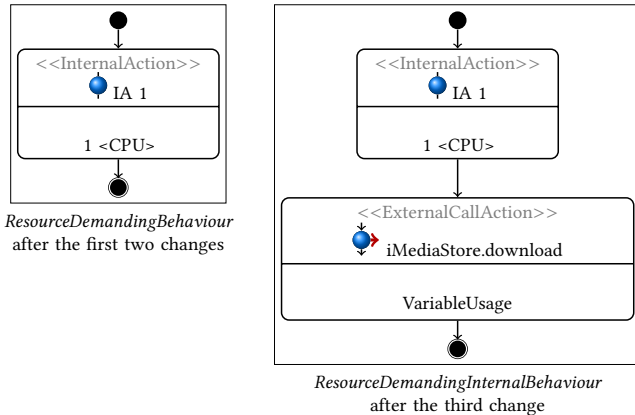 <<InternalAction>>
IA 1
1 <CPU>
ResourceDemandingBehaviour
after the first two changes
<<InternalAction>>
IA 1
1 <CPU>
<<ExternalCallAction>>
iMediaStore.download
VariableUsage
ResourceDemandingInternalBehaviour
after the third change